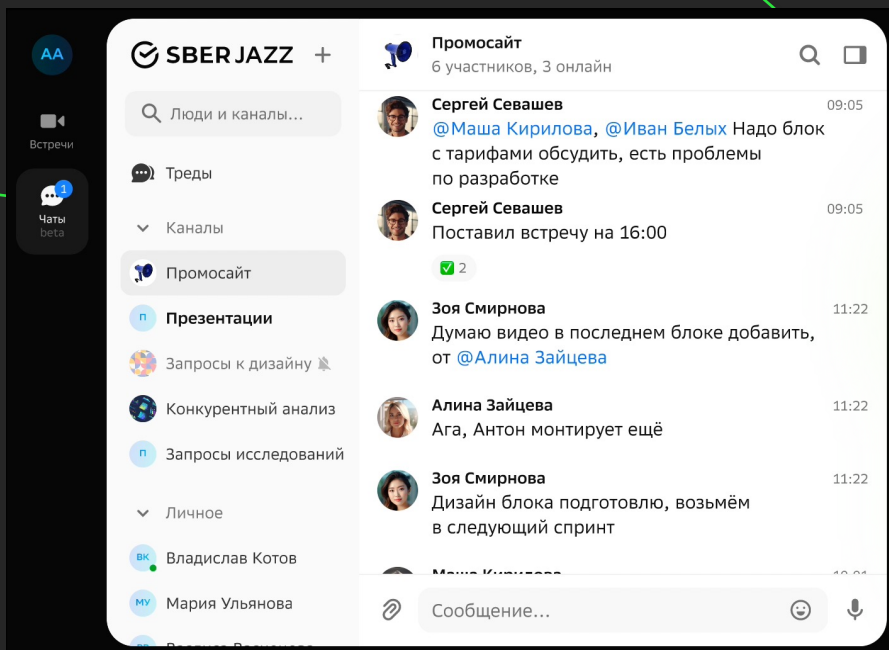 AA
Встречи
1
Чаты
beta
SBER JAZZ +
Люди и каналы...
Треды
Каналы
Промосайт
П
Презентации
Запросы к дизайну
Конкурентный анализ
П
Запросы исследований
Личное
ВК
Владислав Котов
МУ
Мария Ульянова
Промосайт
6 участников, 3 онлайн
Сергей Севашев
09:05
@Маша Кирилова, @Иван Белых Надо блок
с тарифами обсудить, есть проблемы
по разработке
Сергей Севашев
09:05
Поставил встречу на 16:00
2
Зоя Смирнова
11:22
Думаю видео в последнем блоке добавить,
от @Алина Зайцева
Алина Зайцева
11:22
Ага, Антон монтирует ещё
Зоя Смирнова
11:22
Дизайн блока подготовлю, возьмём
в следующий спринт
Маша Кирилова
Сообщение...